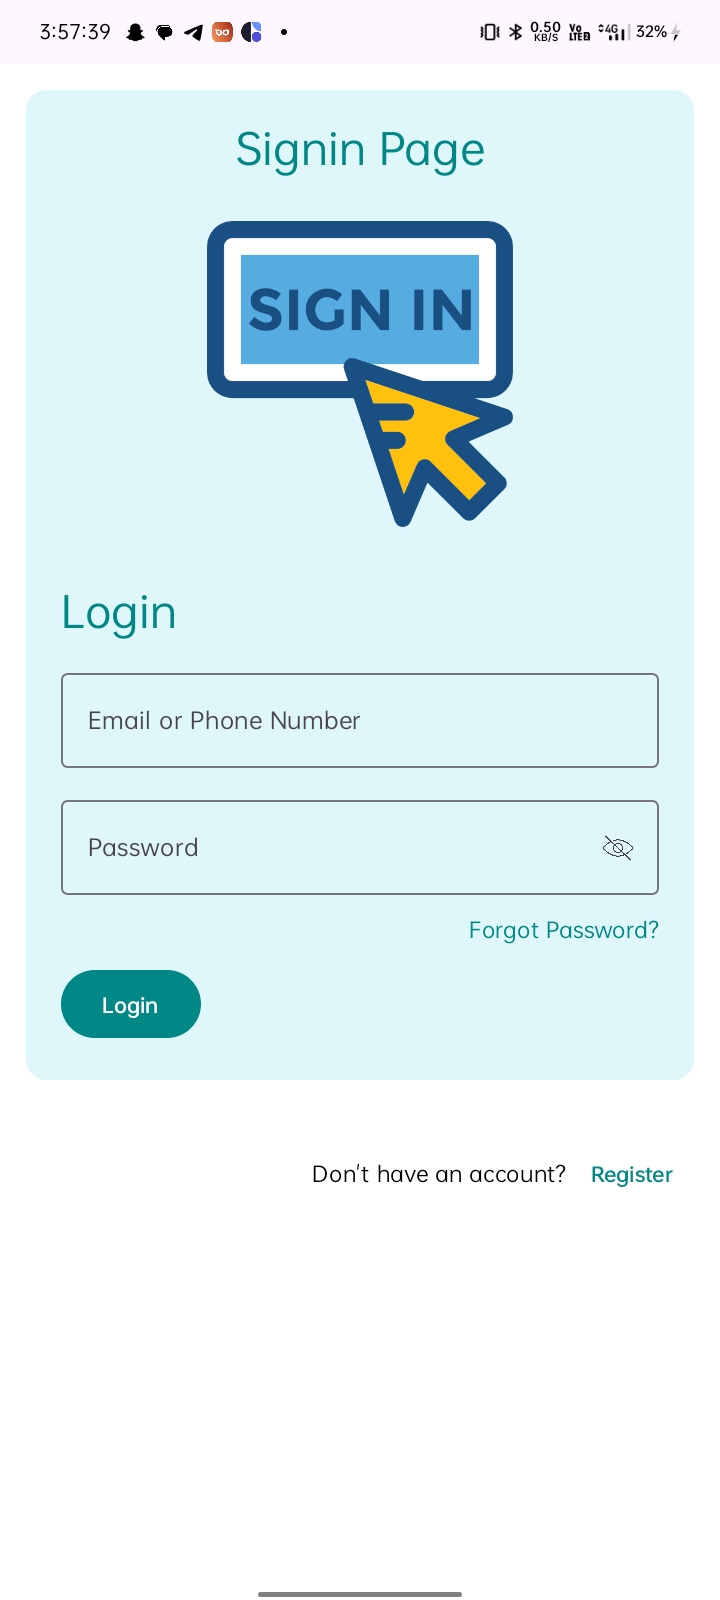 3:57:39 0.50 KB/S Vo LTE 4G 32%
Signin Page
SIGN IN
Login
Email or Phone Number
Password
Forgot Password?
Login
Don't have an account? Register